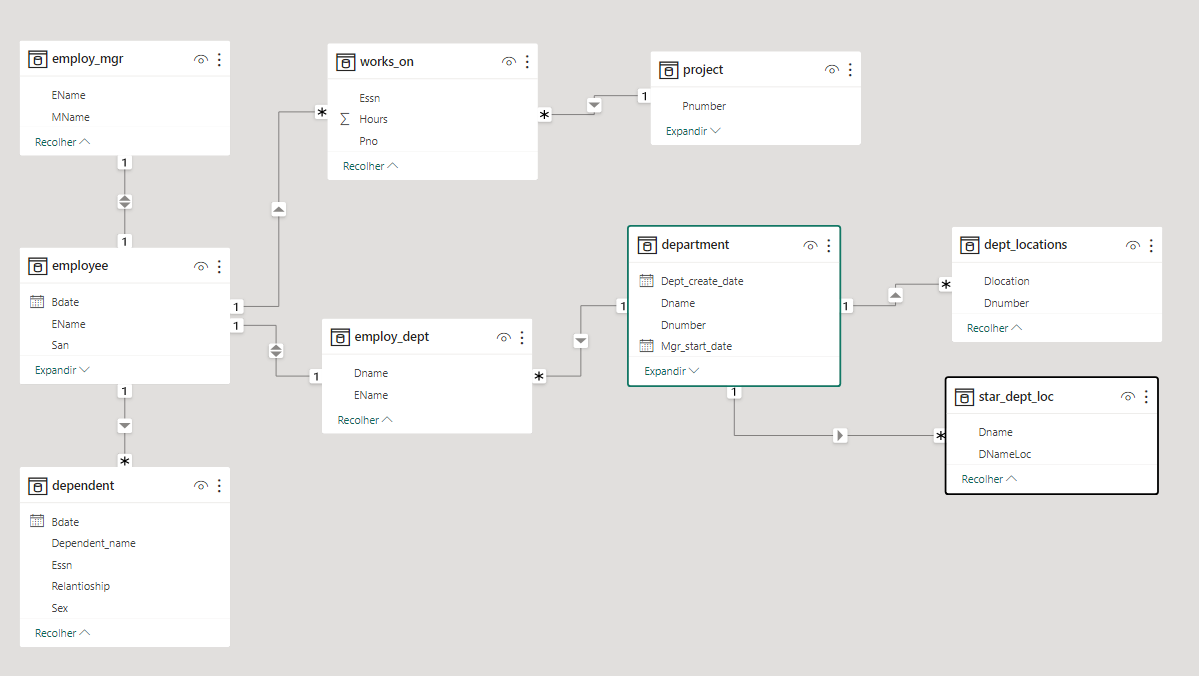 employ_mgr
EName
MName
Recolher
1
1
employee
Bdate
EName
San
Expandir
1
1
1
*
dependent
Bdate
Dependent_name
Essn
Relantioship
Sex
Recolher
*
works_on
Essn
Σ Hours
Pno
Recolher
*
1
project
Pnumber
Expandir
1
employ_dept
Dname
EName
Recolher
*
1
department
Dept_create_date
Dname
Dnumber
Mgr_start_date
Expandir
1
1
*
dept_locations
Dlocation
Dnumber
Recolher
*
star_dept_loc
Dname
DNameLoc
Recolher